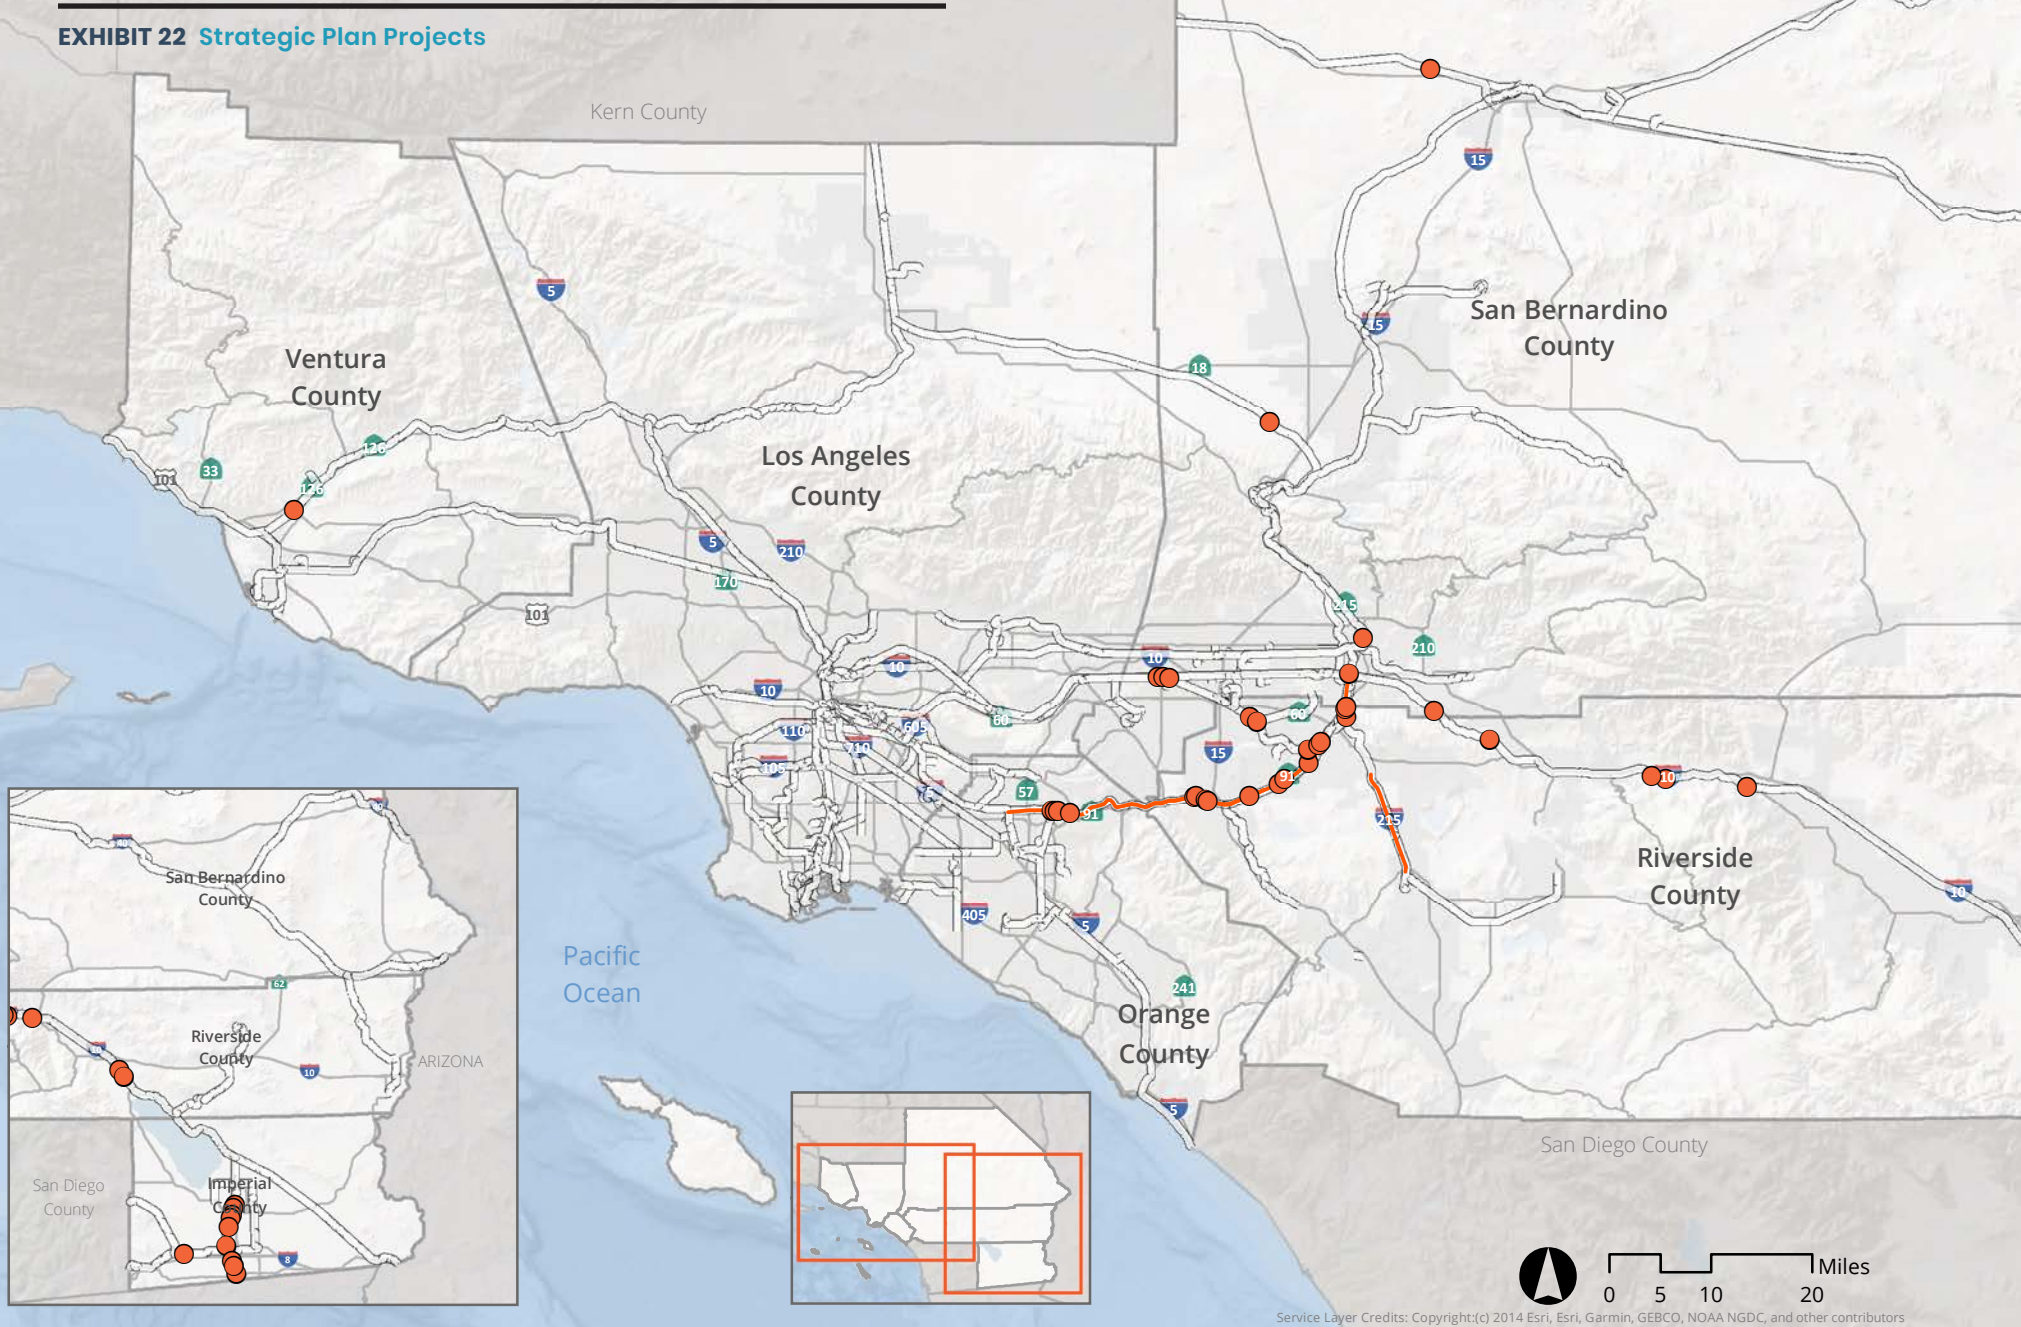 EXHIBIT 22 Strategic Plan Projects
Kern County
15
5
San Bernardino
County
15
Ventura
County
18
126
Los Angeles
County
33
101
126
5
210
170
101
215
210
10
10
10
60
60
110
605
710
15
105
91
10
5
57
91
215
Riverside
County
10
405
5
Pacific
Ocean
241
Orange
County
5
San Diego County
40
San Bernardino
County
62
Riverside
County
ARIZONA
10
San Diego
County
Imperial
County
8
Miles
0 5 10 20
Service Layer Credits: Copyright:(c) 2014 Esri, Esri, Garmin, GEBCO, NOAA NGDC, and other contributors